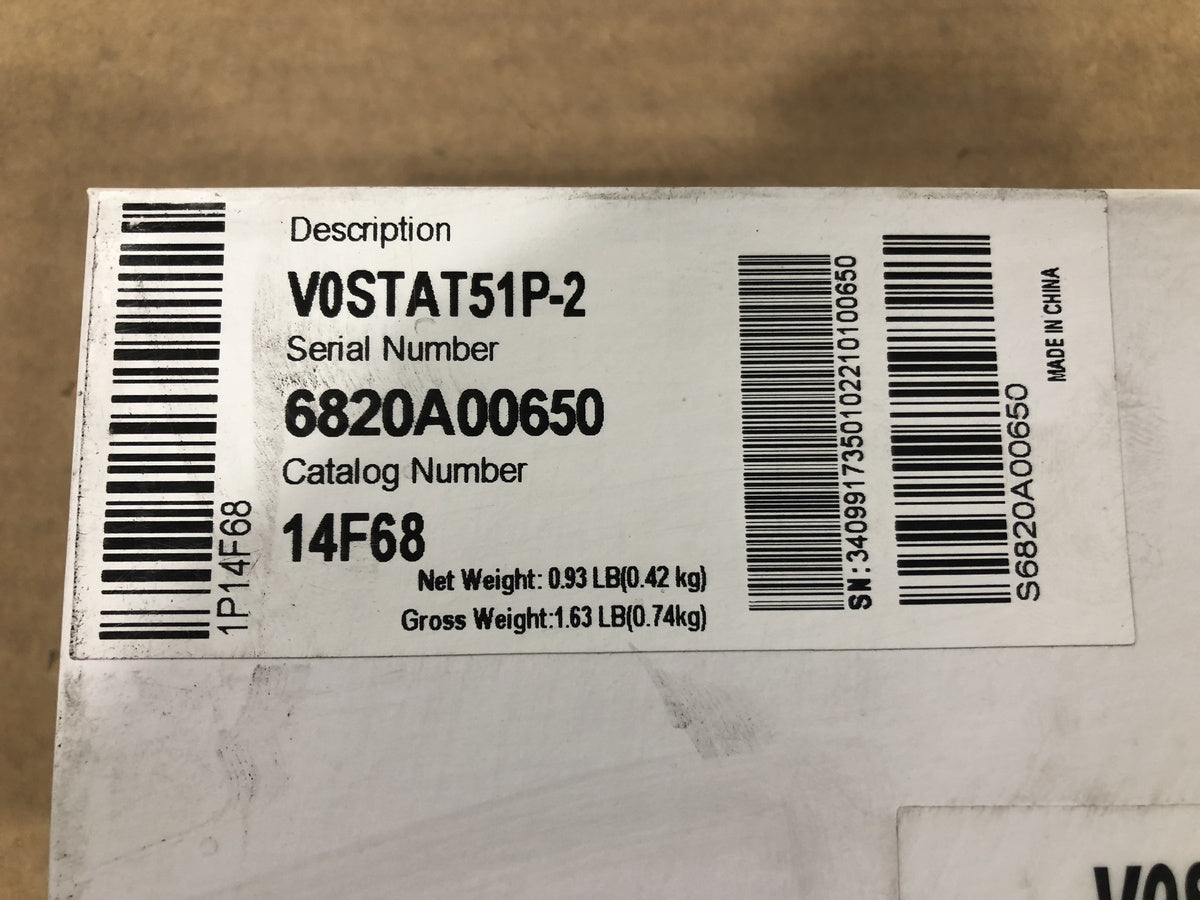 Description
V0STAT51P-2
Serial Number
6820A00650
Catalog Number
14F68
Net Weight: 0.93 LB(0.42 kg)
Gross Weight:1.63 LB(0.74kg)
1P14F68
SN:3409917350102210100650
S6820A00650
MADE IN CHINA